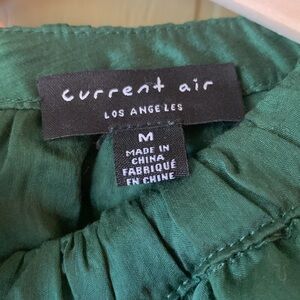 current air
LOS ANGELES
M
MADE IN
CHINA
FABRIQUÉ
EN CHINE